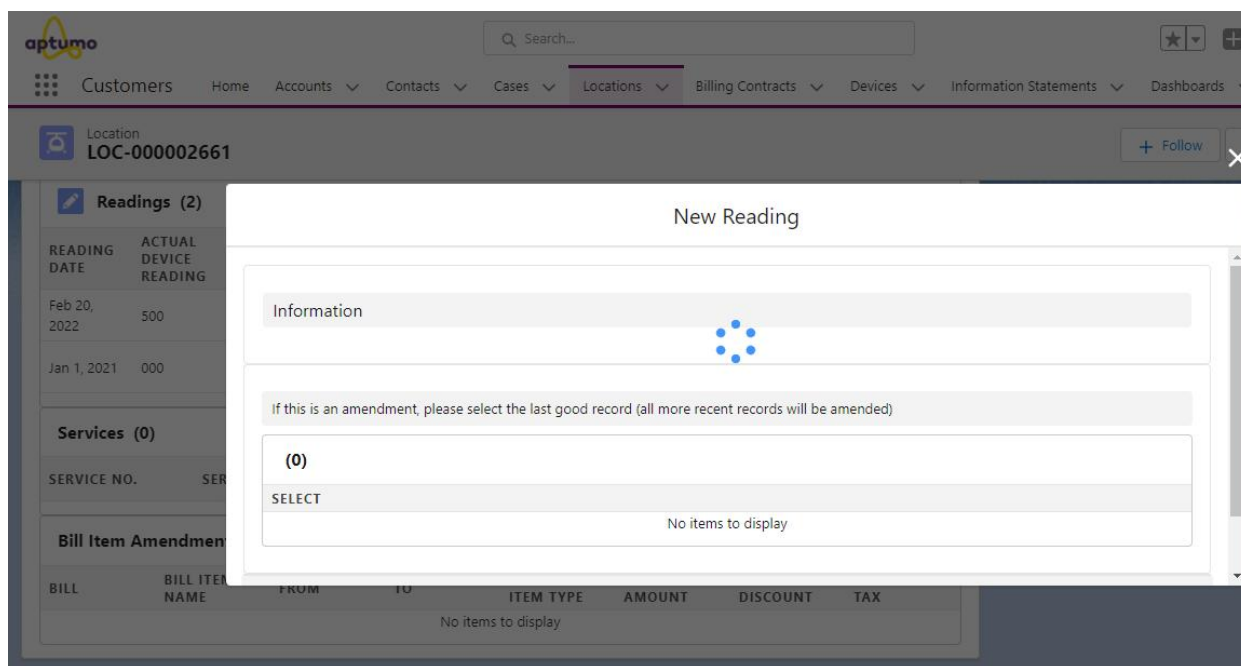 aptumo
Search...
Customers Home Accounts Contacts Cases Locations Billing Contracts Devices Information Statements Dashboards
Location
LOC-000002661
+ Follow
Readings (2)
New Reading
READING DATE
ACTUAL DEVICE READING
Feb 20, 2022
500
Jan 1, 2021
000
Information
If this is an amendment, please select the last good record (all more recent records will be amended)
(0)
SELECT
No items to display
Services (0)
SERVICE NO. SER
Bill Item Amendmen
BILL
BILL ITEM NAME
FROM
TO
ITEM TYPE
AMOUNT
DISCOUNT
TAX
No items to display